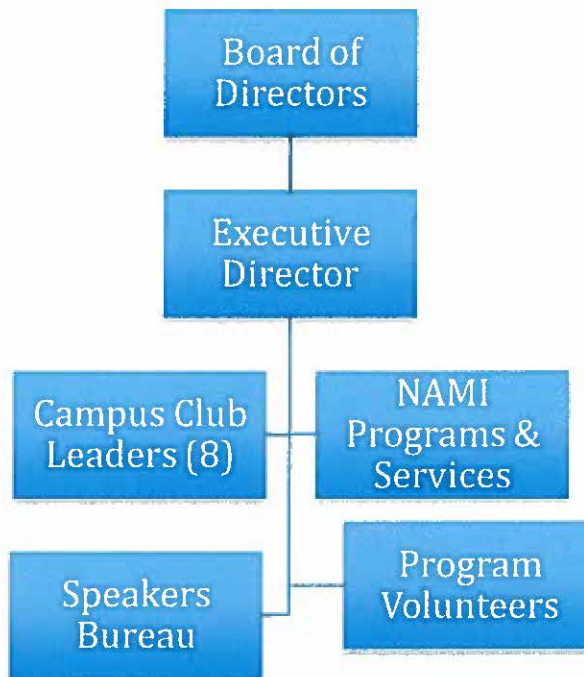 Board of
Directors
Executive
Director
Campus Club
Leaders (8)
NAMI
Programs &
Services
Speakers
Bureau
Program
Volunteers